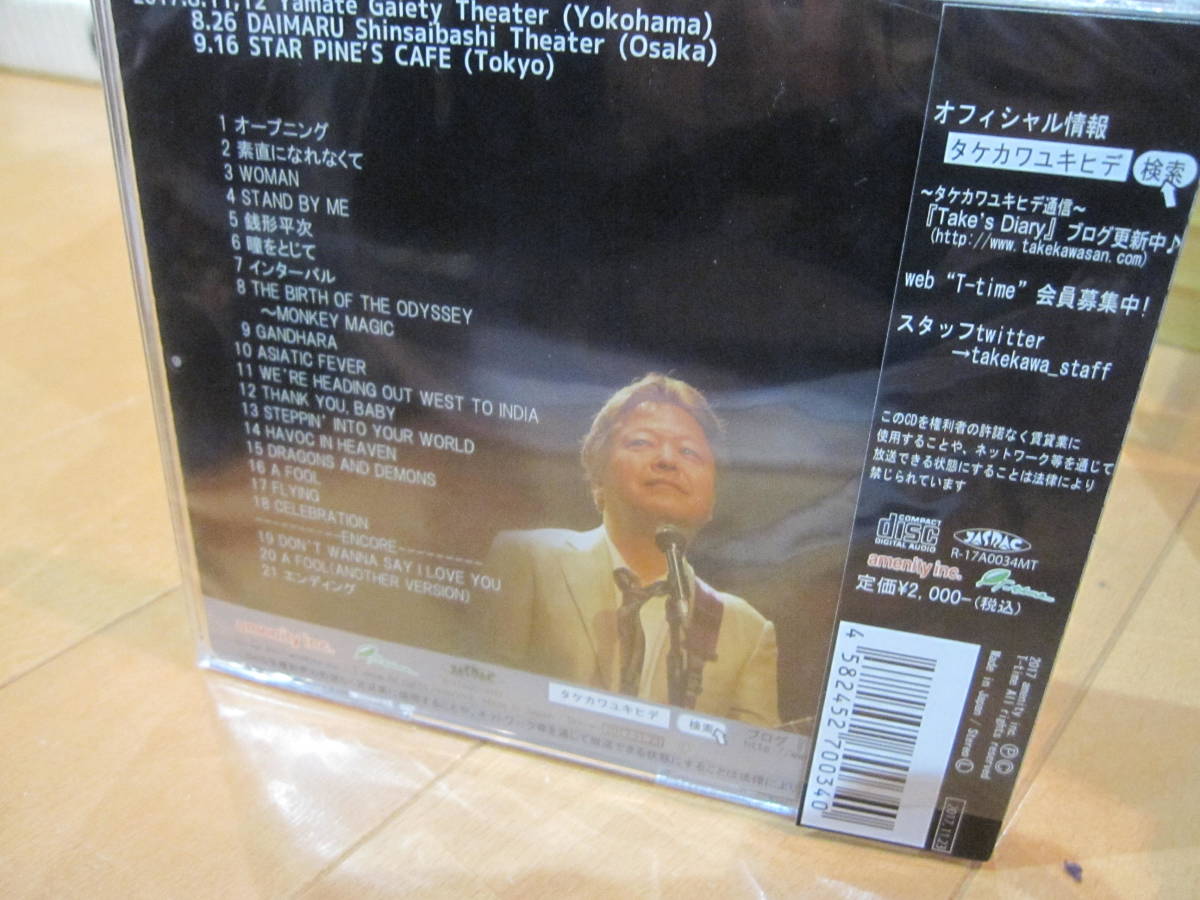 2017.8.11,12 Yamate Gaiety Theater (Yokohama)
8.26 DAIMARU Shinsaibashi Theater (Osaka)
9.16 STAR PINE'S CAFE (Tokyo)
1 オープニング
2 素直になれなくて
3 WOMAN
4 STAND BY ME
5 銭形平次
6 瞳をとじて
7 インターバル
8 THE BIRTH OF THE ODYSSEY
～MONKEY MAGIC
9 GANDHARA
10 ASIATIC FEVER
11 WE'RE HEADING OUT WEST TO INDIA
12 THANK YOU, BABY
13 STEPPIN' INTO YOUR WORLD
14 HAVOC IN HEAVEN
15 DRAGONS AND DEMONS
16 A FOOL
17 FLYING
18 CELEBRATION
----------ENCORE----------
19 DON'T WANNA SAY I LOVE YOU
20 A FOOL(ANOTHER VERSION)
21 エンディング
amenity inc.
JASRAC
タケカワユキヒデ 検索
ブログ
オフィシャル情報
タケカワユキヒデ 検索
～タケカワユキヒデ通信～
『Take's Diary』ブログ更新中♪
(http://www.takekawasan.com)
web “T-time” 会員募集中!
スタッフtwitter
→takekawa_staff
このCDを権利者の許諾なく賃貸業に
使用することや、ネットワーク等を通じて
放送できる状態にすることは法律により
禁じられています
COMPACT
disc
DIGITAL AUDIO
JASRAC
R-17A0034MT
amenity inc.
定価¥2,000-(税込)
4 582452 700340
2017 amenity inc.
T-time All rights reserved
Made in Japan / Stereo
2017.11.23